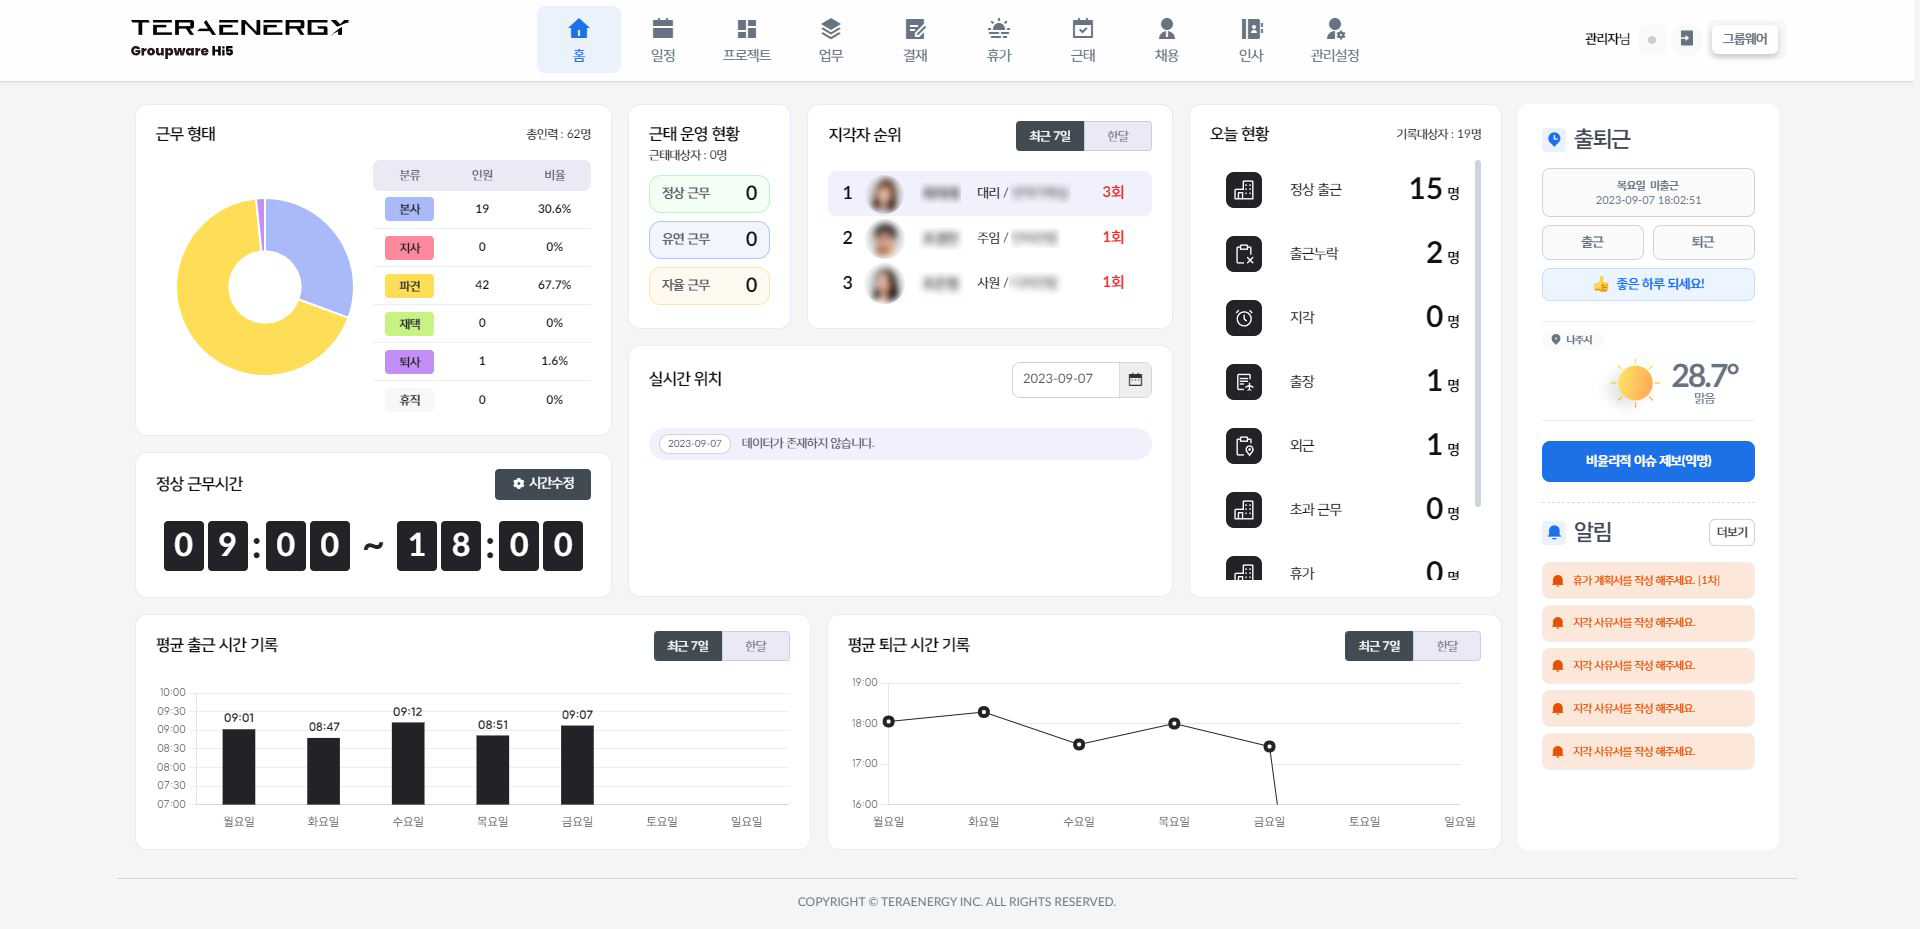 TERAENERGY
Groupware Hi5
홈
일정
프로젝트
업무
결재
휴가
근태
채용
인사
관리설정
관리자님
그룹웨어
근무 형태
총인력 : 62명
분류 인원 비율
본사 19 30.6%
지사 0 0%
파견 42 67.7%
재택 0 0%
퇴사 1 1.6%
휴직 0 0%
근태 운영 현황
근태대상자 : 0명
정상 근무 0
유연 근무 0
자율 근무 0
지각자 순위
최근 7일 한달
1 대리 / 3회
2 주임 / 1회
3 사원 / 1회
오늘 현황
기록대상자 : 19명
정상 출근 15 명
출근누락 2 명
지각 0 명
출장 1 명
외근 1 명
초과 근무 0 명
휴가 0 명
출퇴근
목요일 미출근
2023-09-07 18:02:51
출근 퇴근
좋은 하루 되세요!
나주시
28.7°
맑음
비윤리적 이슈 제보(익명)
알림
더보기
휴가 계획서를 작성 해주세요. [1차]
지각 사유서를 작성 해주세요.
지각 사유서를 작성 해주세요.
지각 사유서를 작성 해주세요.
지각 사유서를 작성 해주세요.
실시간 위치
2023-09-07
2023-09-07 데이터가 존재하지 않습니다.
정상 근무시간
시간수정
09:00 ~ 18:00
평균 출근 시간 기록
최근 7일 한달
10:00
09:30
09:00
08:30
08:00
07:30
07:00
09:01
08:47
09:12
08:51
09:07
월요일 화요일 수요일 목요일 금요일 토요일 일요일
평균 퇴근 시간 기록
최근 7일 한달
19:00
18:00
17:00
16:00
월요일 화요일 수요일 목요일 금요일 토요일 일요일
COPYRIGHT © TERAENERGY INC. ALL RIGHTS RESERVED.